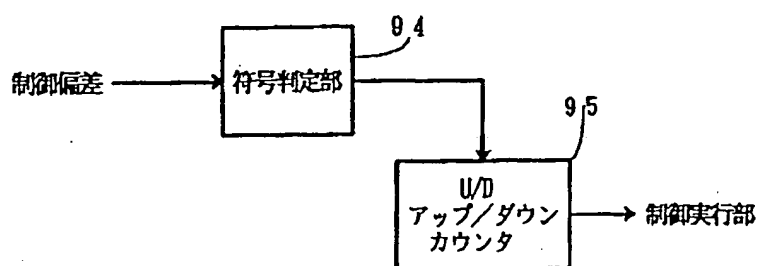 94
制御偏差
符号判定部
95
U/D
アップ/ダウン
カウンタ
制御実行部